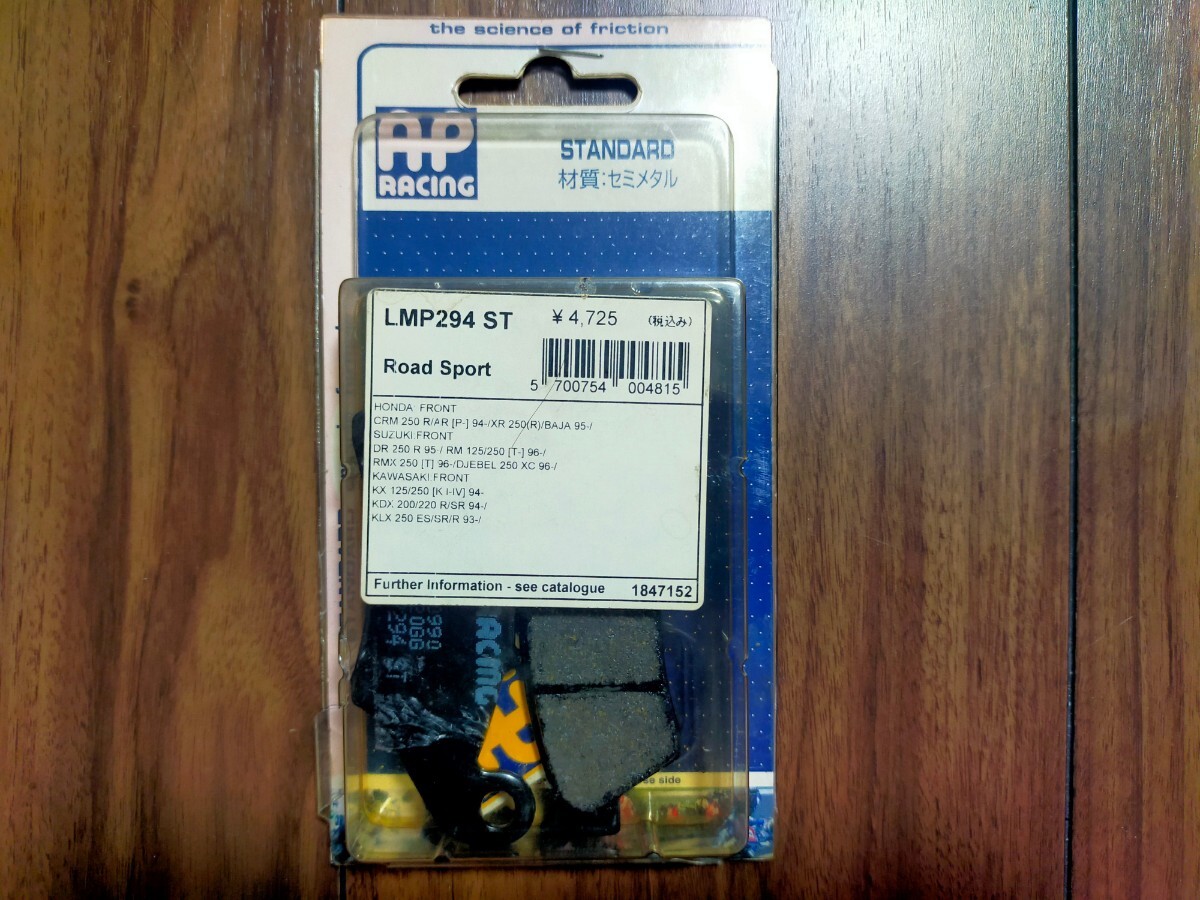 the science of friction
AP
RACING
STANDARD
材質:セミメタル
LMP294 ST ¥4,725 (税込み)
Road Sport
5 700754 004815
HONDA FRONT
CRM 250 R/AR [P-] 94-/XR 250(R)/BAJA 95-/
SUZUKI FRONT
DR 250 R 95-/ RM 125/250 [T-] 96-/
RMX 250 [T] 96-/DJEBEL 250 XC 96-/
KAWASAKI FRONT
KX 125/250 [K I-IV] 94-
KDX 200/220 R/SR 94-/
KLX 250 ES/SR/R 93-/
Further Information - see catalogue 1847152
294 ST
side